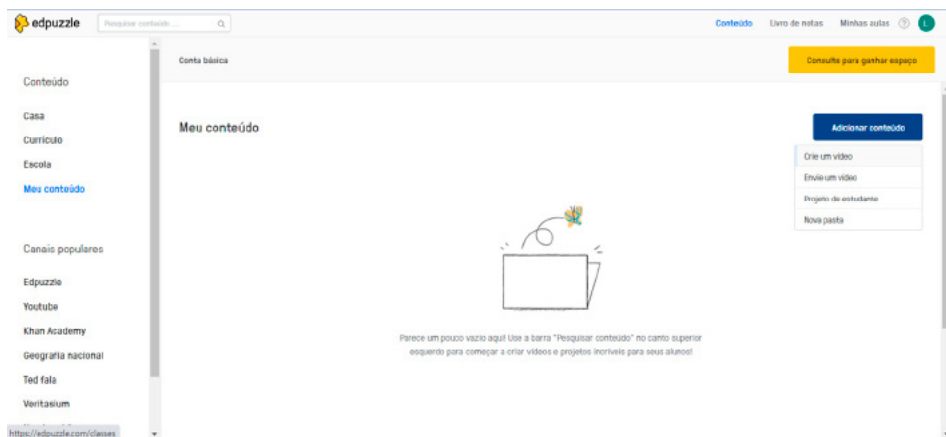 edpuzzle
Pesquisar conteúdo ...
Conteúdo
Livro de notas
Minhas aulas
?
L
Conta básica
Consulte para ganhar espaço
Conteúdo
Casa
Currículo
Escola
Meu conteúdo
Canais populares
Edpuzzle
Youtube
Khan Academy
Geografia nacional
Ted fala
Veritasium
https://edpuzzle.com/classes
Meu conteúdo
Adicionar conteúdo
Crie um vídeo
Envie um vídeo
Projeto de estudante
Nova pasta
Parece um pouco vazio aqui! Use a barra "Pesquisar conteúdo" no canto superior
esquerdo para começar a criar vídeos e projetos incríveis para seus alunos!